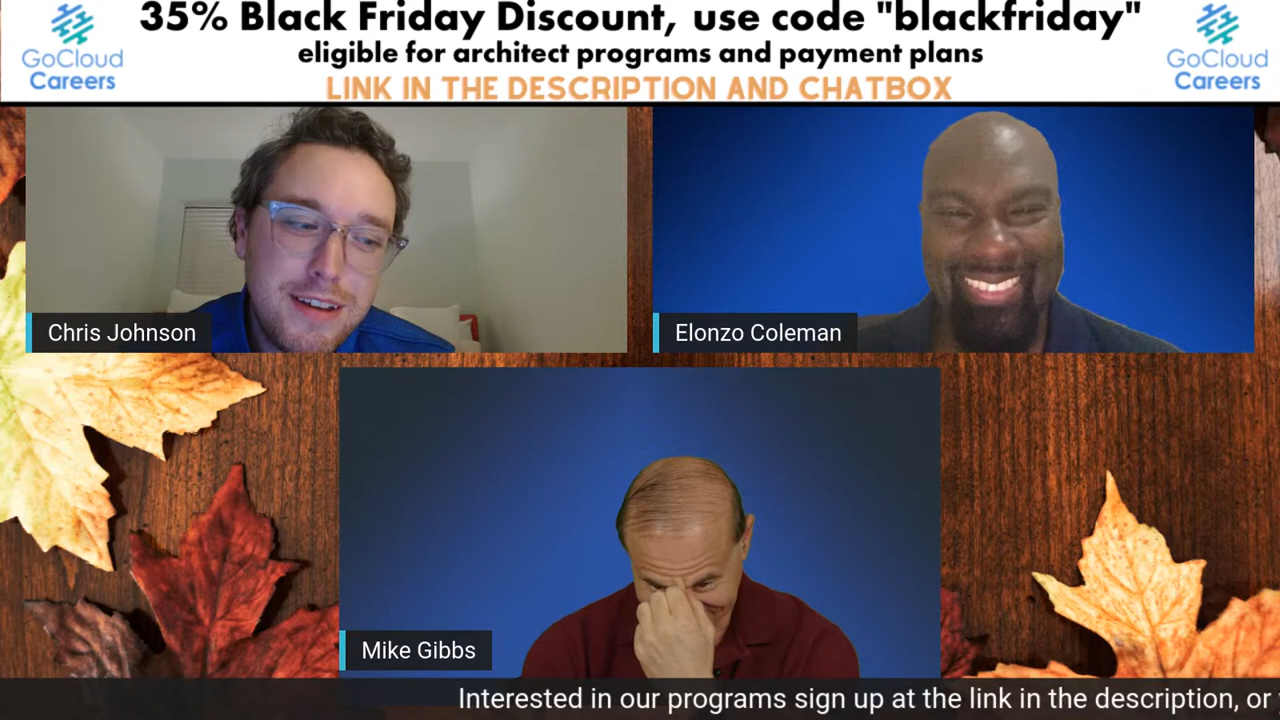 35% Black Friday Discount, use code "blackfriday"
eligible for architect programs and payment plans
LINK IN THE DESCRIPTION AND CHATBOX
GoCloud
Careers
GoCloud
Careers
Chris Johnson
Elonzo Coleman
Mike Gibbs
Interested in our programs sign up at the link in the description, or